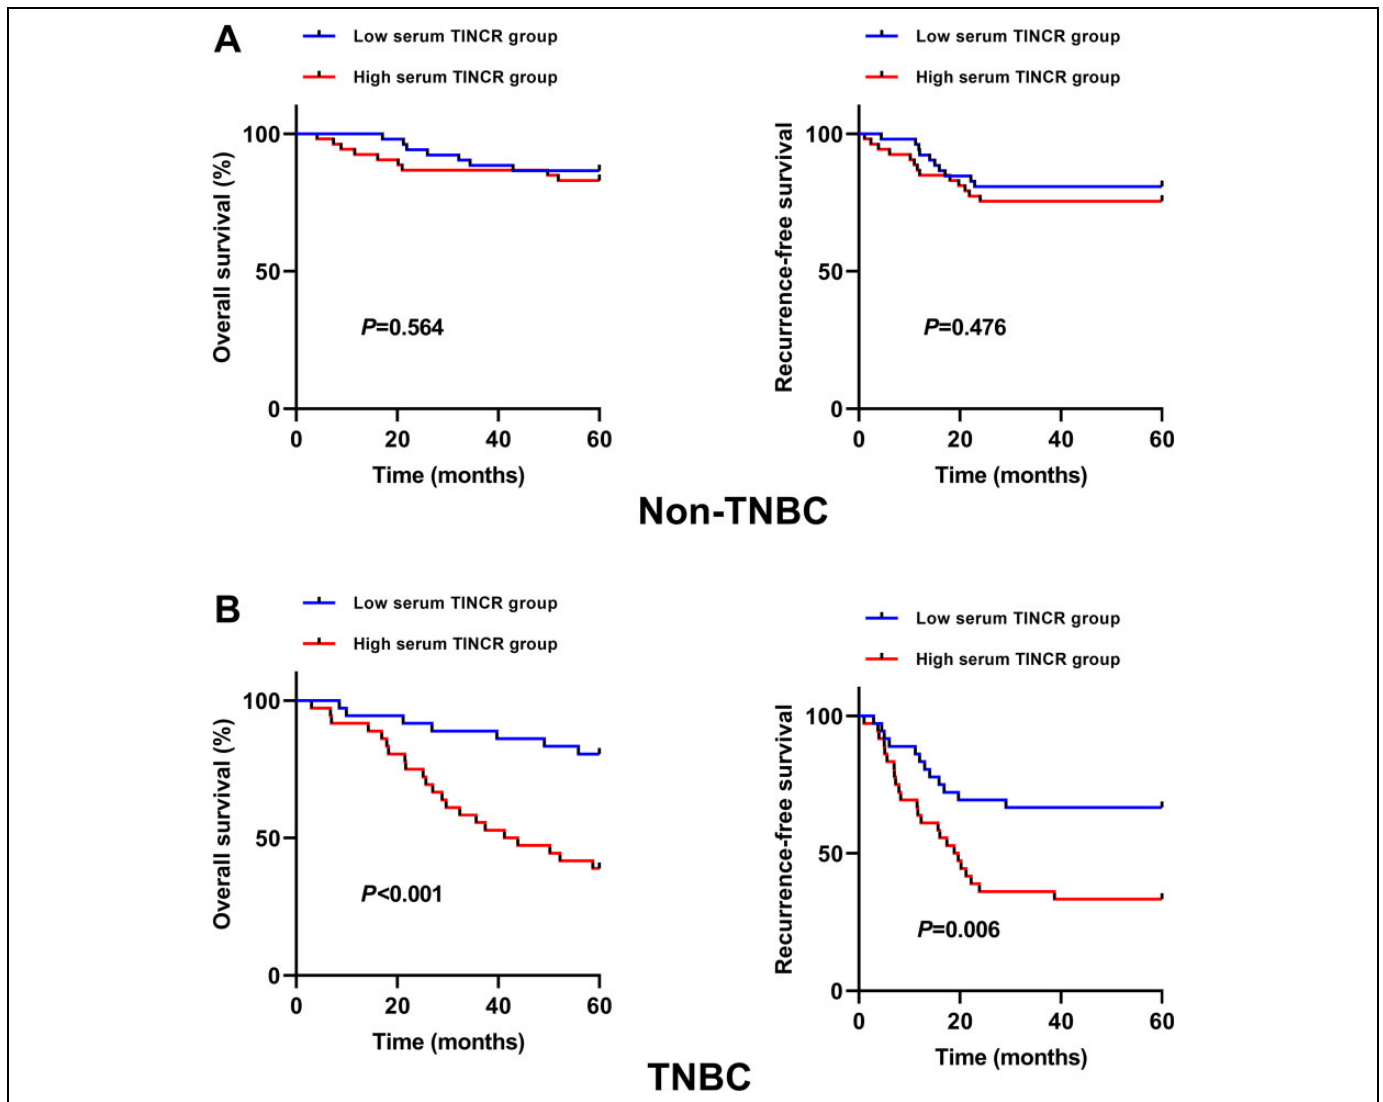 A
Low serum TINCR group
High serum TINCR group
Overall survival (%)
100
50
0
P=0.564
0 20 40 60
Time (months)
Low serum TINCR group
High serum TINCR group
Recurrence-free survival
100
50
0
P=0.476
0 20 40 60
Time (months)
Non-TNBC
B
Low serum TINCR group
High serum TINCR group
Overall survival (%)
100
50
0
P<0.001
0 20 40 60
Time (months)
Low serum TINCR group
High serum TINCR group
Recurrence-free survival
100
50
0
P=0.006
0 20 40 60
Time (months)
TNBC